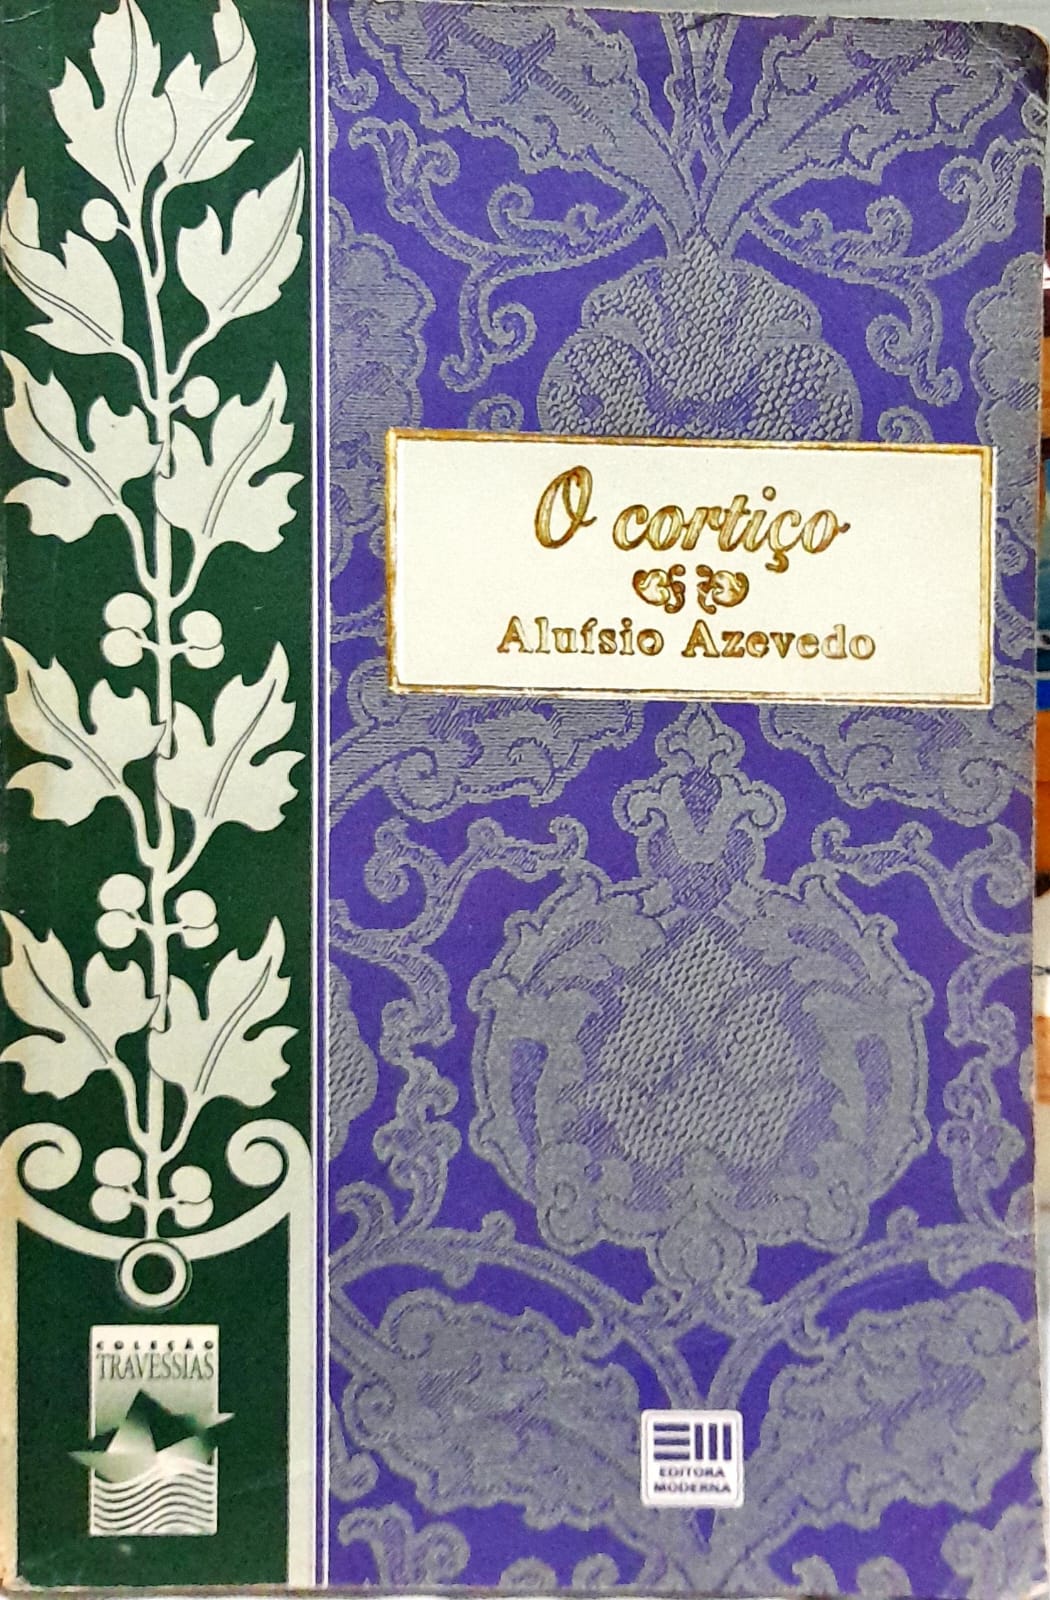 O cortiço
Aluísio Azevedo
COLEÇÃO
TRAVESSIAS
EDITORA
MODERNA